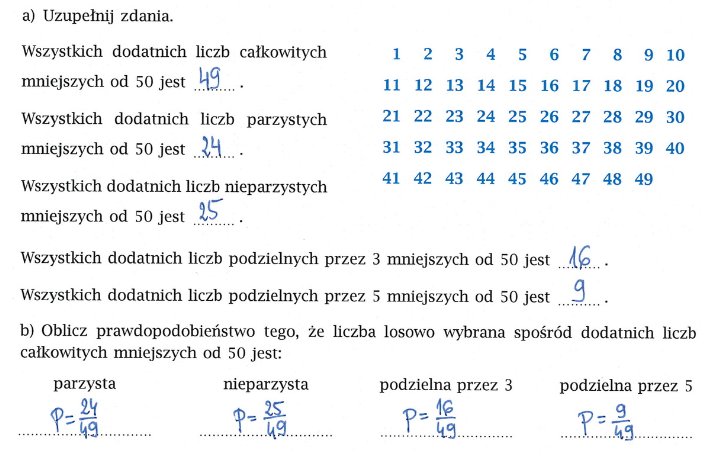 a) Uzupełnij zdania.
Wszystkich dodatnich liczb całkowitych
mniejszych od 50 jest 49.
Wszystkich dodatnich liczb parzystych
mniejszych od 50 jest 24.
Wszystkich dodatnich liczb nieparzystych
mniejszych od 50 jest 25.
1 2 3 4 5 6 7 8 9 10
11 12 13 14 15 16 17 18 19 20
21 22 23 24 25 26 27 28 29 30
31 32 33 34 35 36 37 38 39 40
41 42 43 44 45 46 47 48 49
Wszystkich dodatnich liczb podzielnych przez 3 mniejszych od 50 jest 16.
Wszystkich dodatnich liczb podzielnych przez 5 mniejszych od 50 jest 9.
b) Oblicz prawdopodobieństwo tego, że liczba losowo wybrana spośród dodatnich liczb
całkowitych mniejszych od 50 jest:
parzysta nieparzysta podzielna przez 3 podzielna przez 5
P=24/49 P=25/49 P=16/49 P=9/49